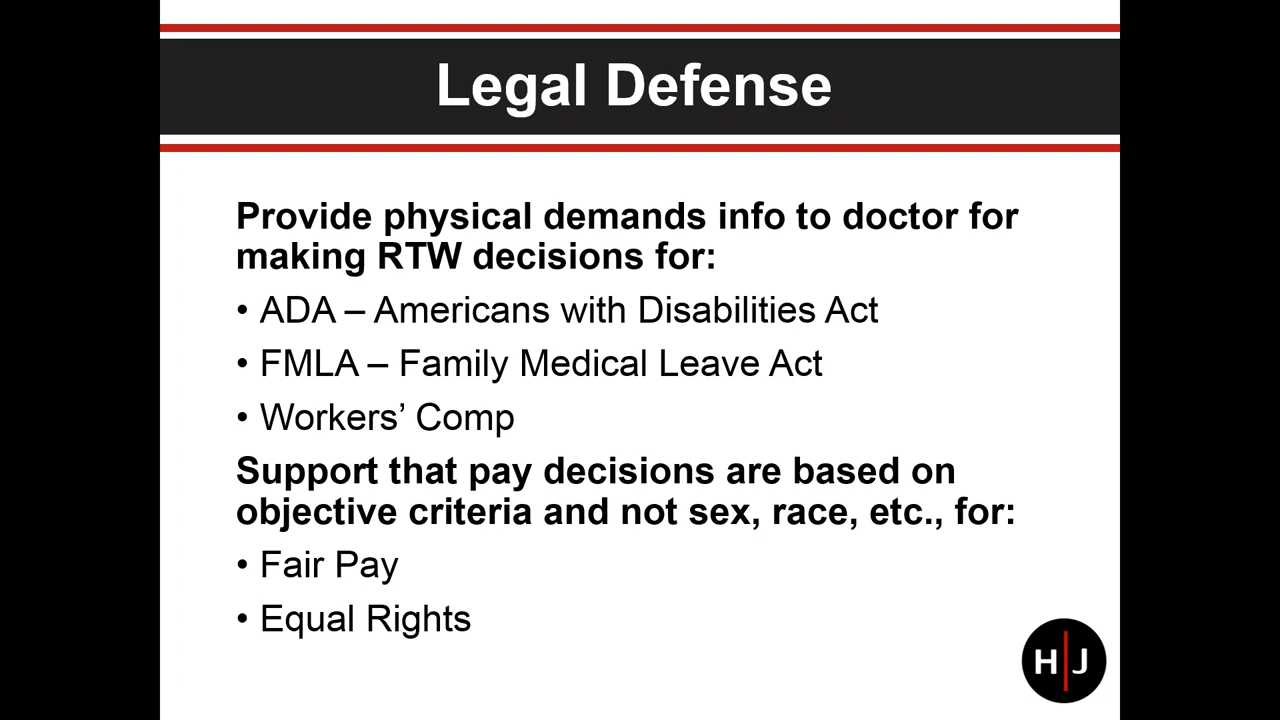 Legal Defense
Provide physical demands info to doctor for
making RTW decisions for:
• ADA – Americans with Disabilities Act
• FMLA – Family Medical Leave Act
• Workers’ Comp
Support that pay decisions are based on
objective criteria and not sex, race, etc., for:
• Fair Pay
• Equal Rights
H|J